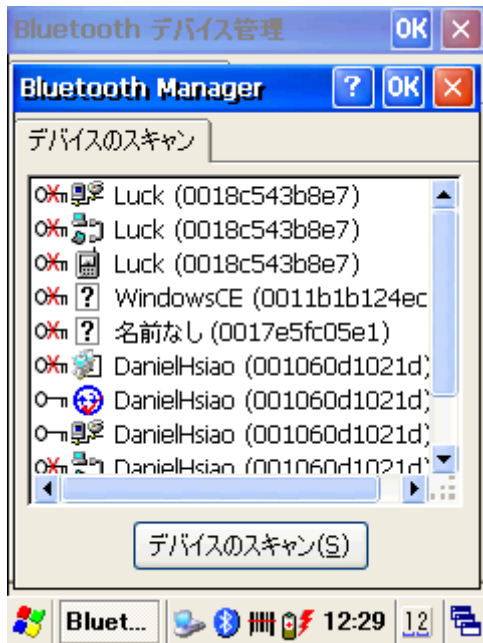 Bluetooth デバイス管理 OK
Bluetooth Manager ? OK
デバイスのスキャン
Luck (0018c543b8e7)
Luck (0018c543b8e7)
Luck (0018c543b8e7)
? WindowsCE (0011b1b124ec
? 名前なし (0017e5fc05e1)
DanielHsiao (001060d1021d)
DanielHsiao (001060d1021d)
DanielHsiao (001060d1021d)
DanielHsiao (001060d1021d)
デバイスのスキャン(S)
Bluet... 12:29 12